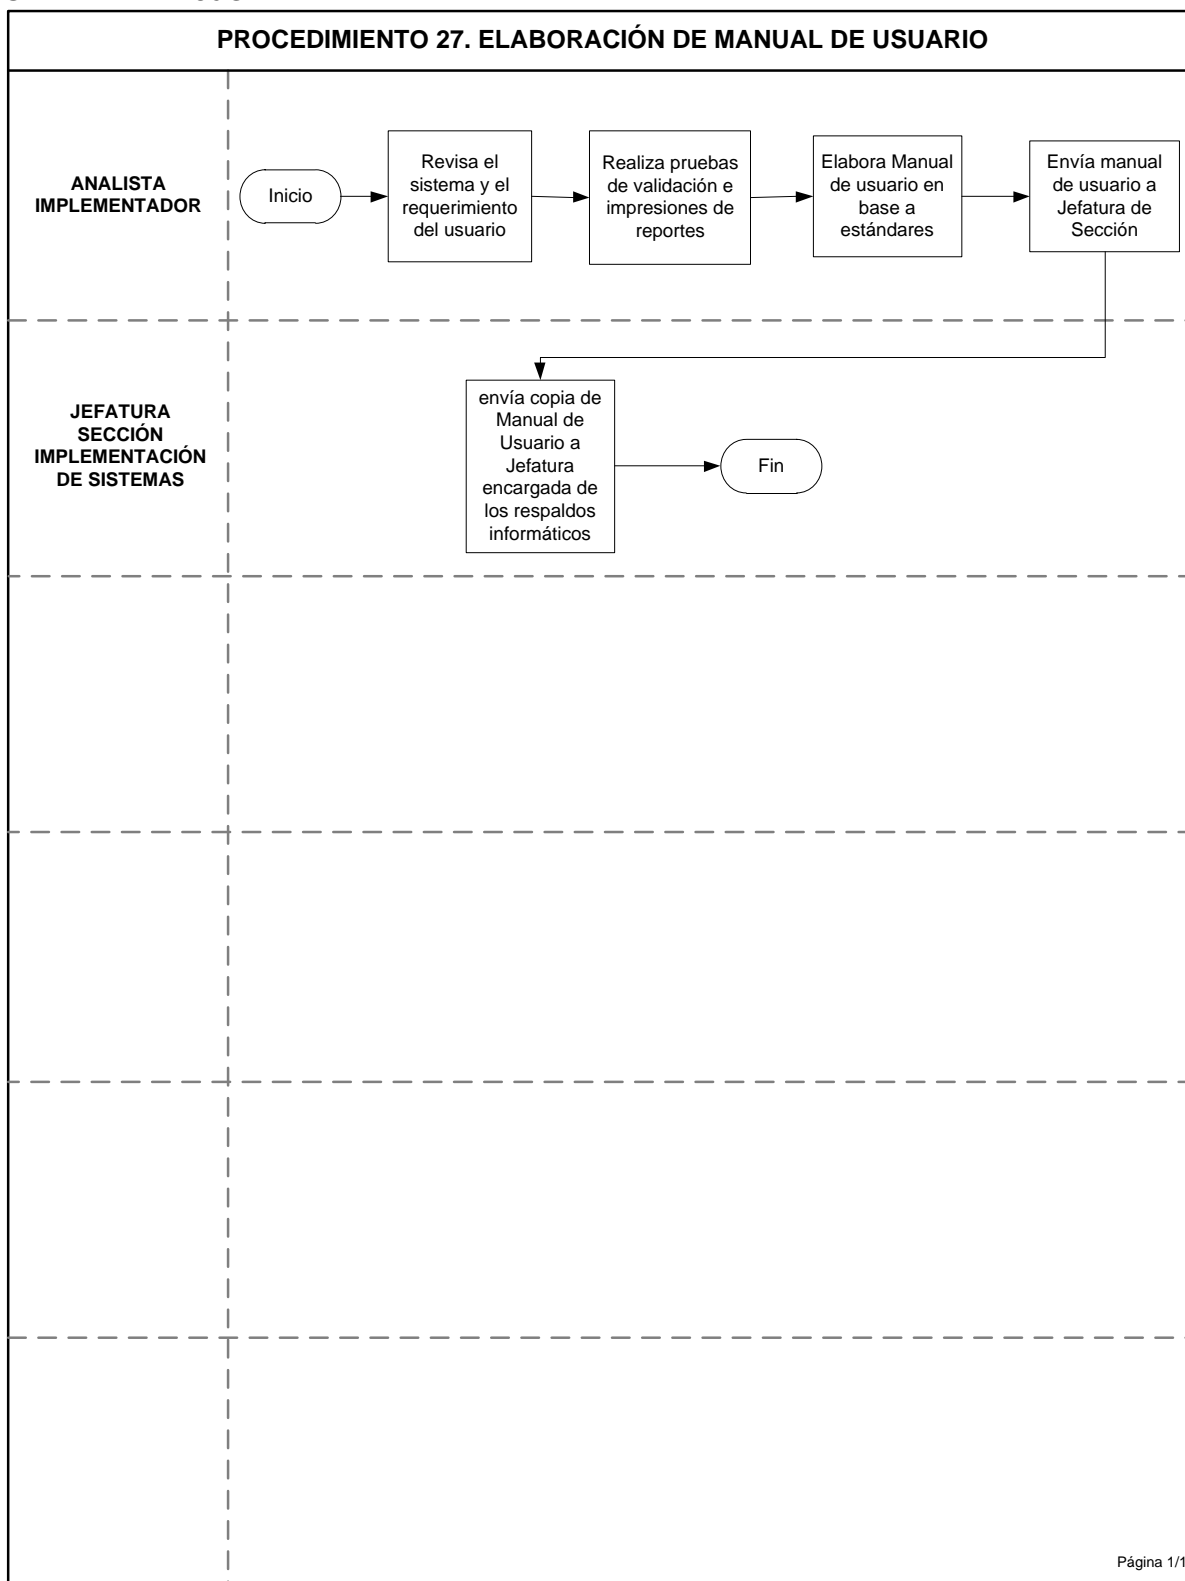 PROCEDIMIENTO 27. ELABORACIÓN DE MANUAL DE USUARIO
ANALISTA
IMPLEMENTADOR
Inicio
Revisa el
sistema y el
requerimiento
del usuario
Realiza pruebas
de validación e
impresiones de
reportes
Elabora Manual
de usuario en
base a
estándares
Envía manual
de usuario a
Jefatura de
Sección
JEFATURA
SECCIÓN
IMPLEMENTACIÓN
DE SISTEMAS
envía copia de
Manual de
Usuario a
Jefatura
encargada de
los respaldos
informáticos
Fin
Página 1/1